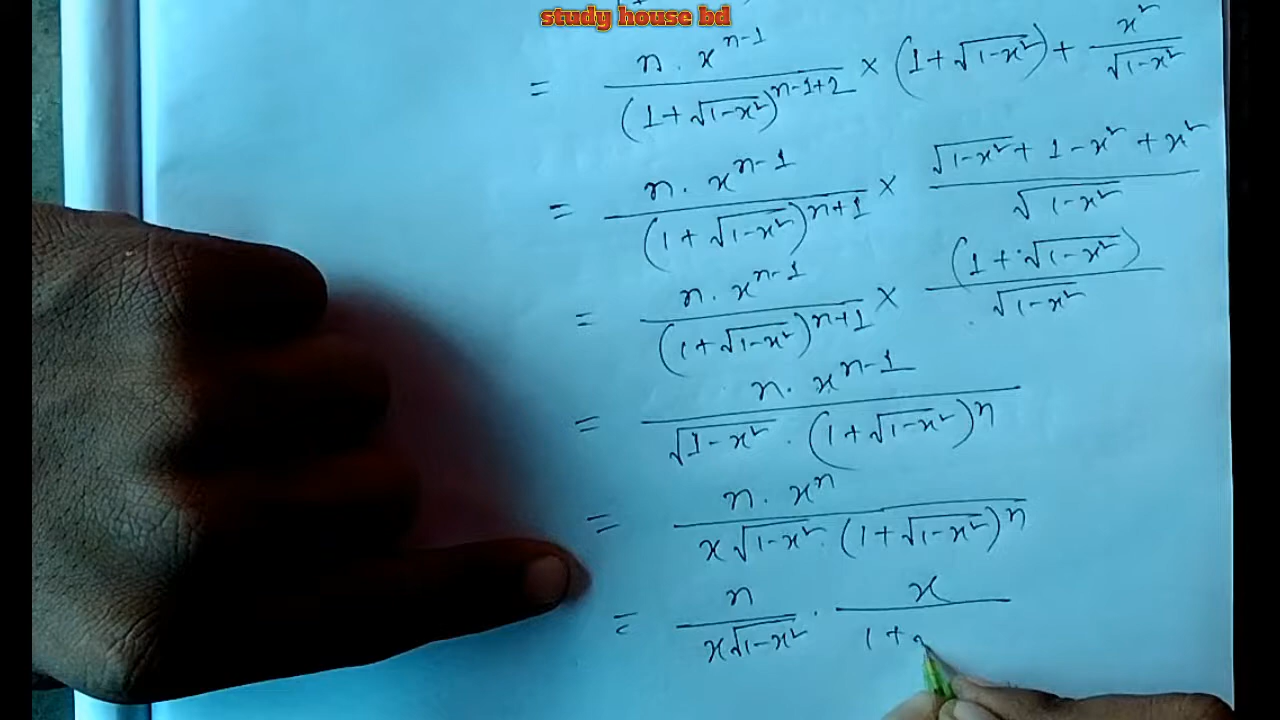 study house bd
= n . x^{n-1} / (1+√(1-x²))^{n-1+2} × (1+√(1-x²)) + x² / √(1-x²)
= n . x^{n-1} / (1+√(1-x²))^{n+1} × √(1-x²) + 1 - x² + x² / √(1-x²)
= n . x^{n-1} / (1+√(1-x²))^{n+1} × (1+√(1-x²)) / √(1-x²)
= n . x^{n-1} / √(1-x²) . (1+√(1-x²))^n
= n . x^n / x√(1-x²) . (1+√(1-x²))^n
= n / x√(1-x²) . x / 1+